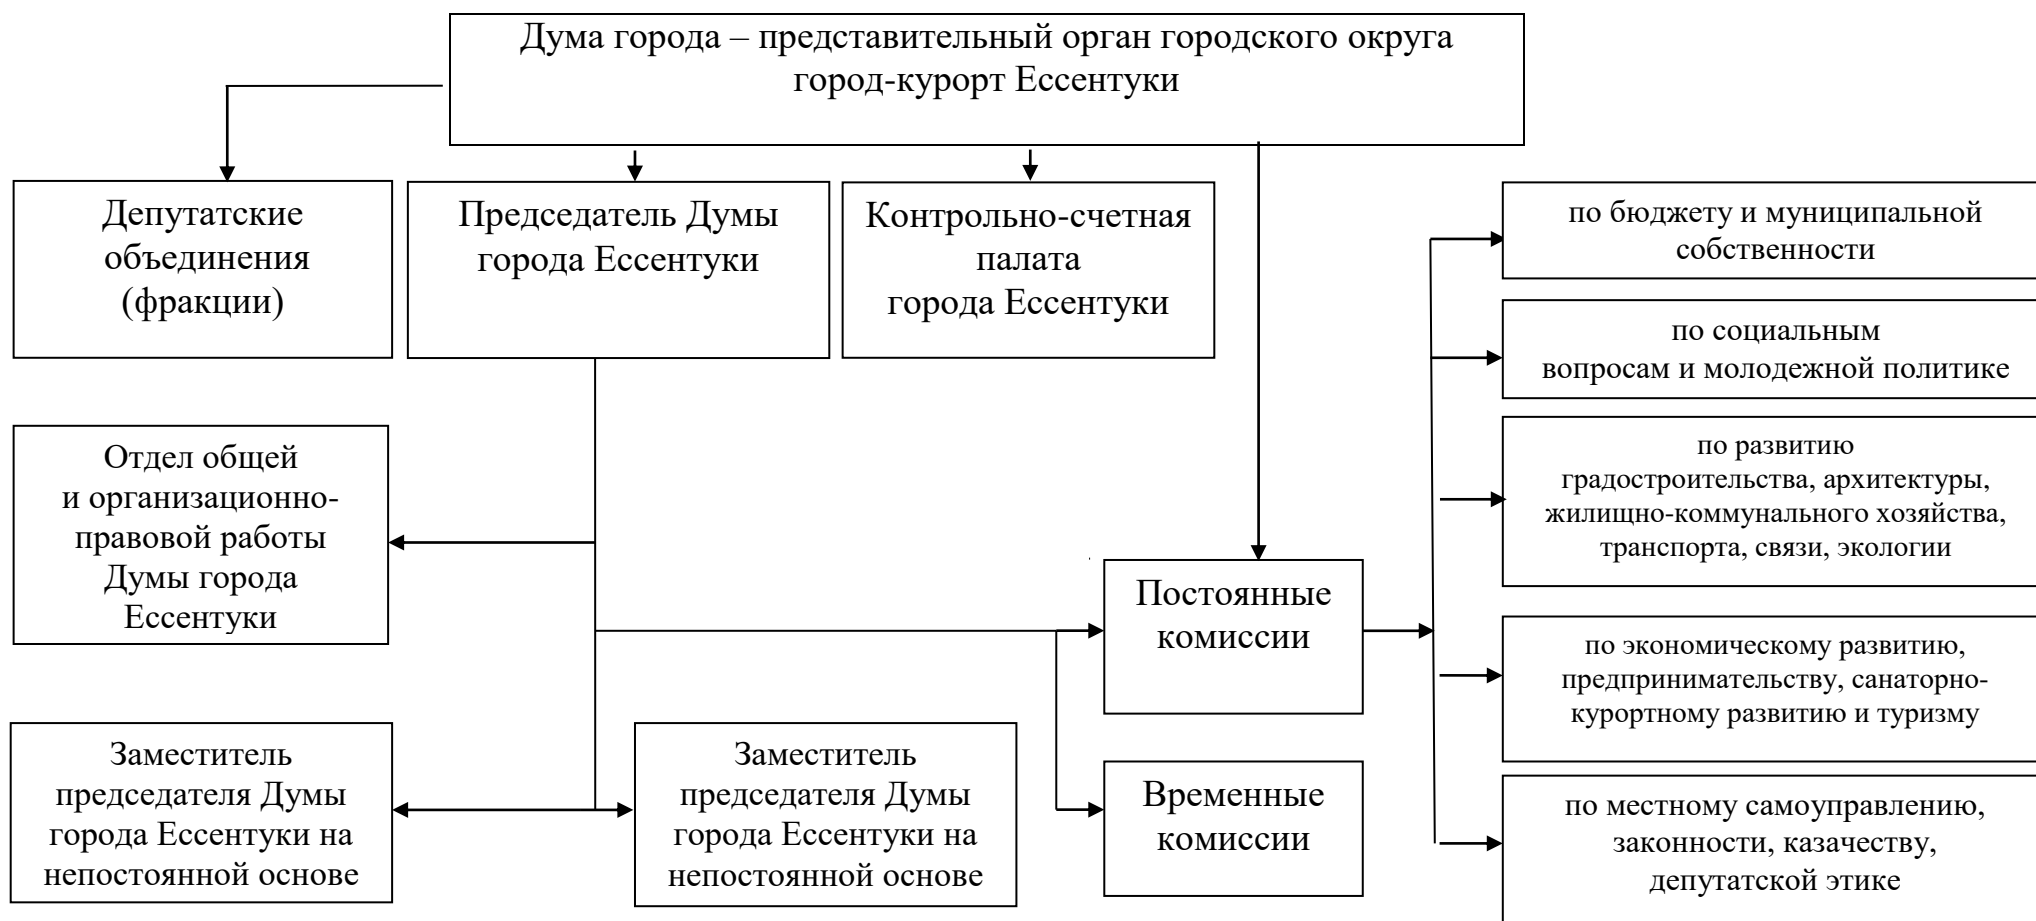 Дума города – представительный орган городского округа
город-курорт Ессентуки
Депутатские
объединения
(фракции)
Председатель Думы
города Ессентуки
Контрольно-счетная
палата
города Ессентуки
по бюджету и муниципальной
собственности
по социальным
вопросам и молодежной политике
по развитию
градостроительства, архитектуры,
жилищно-коммунального хозяйства,
транспорта, связи, экологии
Отдел общей
и организационно-
правовой работы
Думы города
Ессентуки
Постоянные
комиссии
по экономическому развитию,
предпринимательству, санаторно-
курортному развитию и туризму
Заместитель
председателя Думы
города Ессентуки на
непостоянной основе
Заместитель
председателя Думы
города Ессентуки на
непостоянной основе
Временные
комиссии
по местному самоуправлению,
законности, казачеству,
депутатской этике